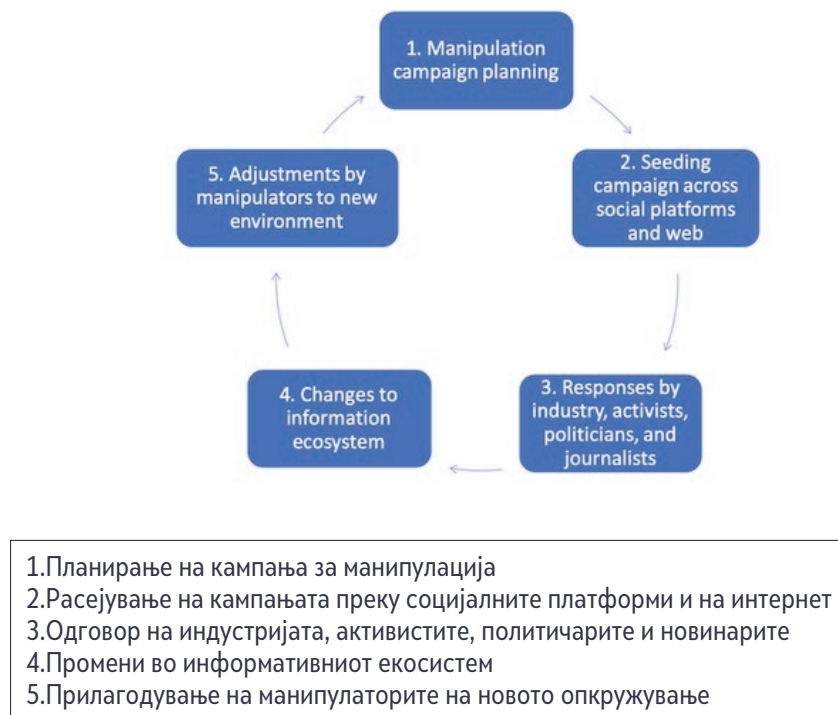 1. Manipulation
campaign planning
2. Seeding
campaign across
social platforms
and web
3. Responses by
industry, activists,
politicians, and
journalists
4. Changes to
information
ecosystem
5. Adjustments by
manipulators to new
environment
1.Планирање на кампања за манипулација
2.Расејување на кампањата преку социјалните платформи и на интернет
3.Одговор на индустријата, активистите, политичарите и новинарите
4.Промени во информативниот екосистем
5.Прилагодување на манипулаторите на новото опкружување